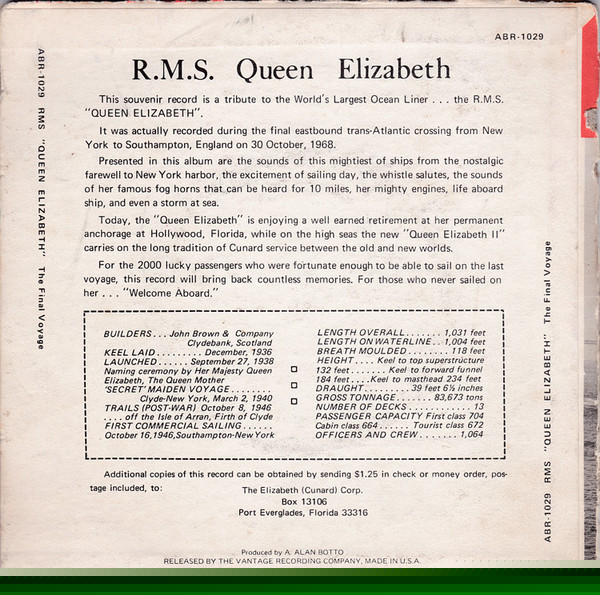 ABR-1029
R.M.S. Queen Elizabeth
This souvenir record is a tribute to the World's Largest Ocean Liner . . . the R.M.S.
"QUEEN ELIZABETH".
It was actually recorded during the final eastbound trans-Atlantic crossing from New
York to Southampton, England on 30 October, 1968.
Presented in this album are the sounds of this mightiest of ships from the nostalgic
farewell to New York harbor, the excitement of sailing day, the whistle salutes, the sounds
of her famous fog horns that can be heard for 10 miles, her mighty engines, life aboard
ship, and even a storm at sea.
Today, the "Queen Elizabeth" is enjoying a well earned retirement at her permanent
anchorage at Hollywood, Florida, while on the high seas the new "Queen Elizabeth II"
carries on the long tradition of Cunard service between the old and new worlds.
For the 2000 lucky passengers who were fortunate enough to be able to sail on the last
voyage, this record will bring back countless memories. For those who never sailed on
her . . . "Welcome Aboard."
BUILDERS . . . John Brown & Company
Clydebank, Scotland
KEEL LAID . . . . . . . . . December, 1936
LAUNCHED . . . . . . September 27, 1938
Naming ceremony by Her Majesty Queen
Elizabeth, The Queen Mother
'SECRET' MAIDEN VOYAGE . . . . . . . .
Clyde-New York, March 2, 1940
TRAILS (POST-WAR) October 8, 1946
. . . . off the Isle of Arran, Firth of Clyde
FIRST COMMERCIAL SAILING . . . . . .
October 16,1946,Southampton-New York
LENGTH OVERALL . . . . . . . 1,031 feet
LENGTH ON WATERLINE . . 1,004 feet
BREATH MOULDED . . . . . . . . 118 feet
HEIGHT . . . . Keel to top superstructure
132 feet . . . . . . . Keel to forward funnel
184 feet . . . . Keel to masthead 234 feet
DRAUGHT . . . . . . . . 39 feet 6½ inches
GROSS TONNAGE . . . . . . . 83,673 tons
NUMBER OF DECKS . . . . . . . . . . . . 13
PASSENGER CAPACITY First class 704
Cabin class 664 . . . . . . Tourist class 672
OFFICERS AND CREW . . . . . . . 1,064
Additional copies of this record can be obtained by sending $1.25 in check or money order, pos-
tage included, to:
The Elizabeth (Cunard) Corp.
Box 13106
Port Everglades, Florida 33316
Produced by A. ALAN BOTTO
RELEASED BY THE VANTAGE RECORDING COMPANY, MADE IN U.S.A.
ABR-1029 RMS "QUEEN ELIZABETH" The Final Voyage
ABR-1029 RMS "QUEEN ELIZABETH" The Final Voyage